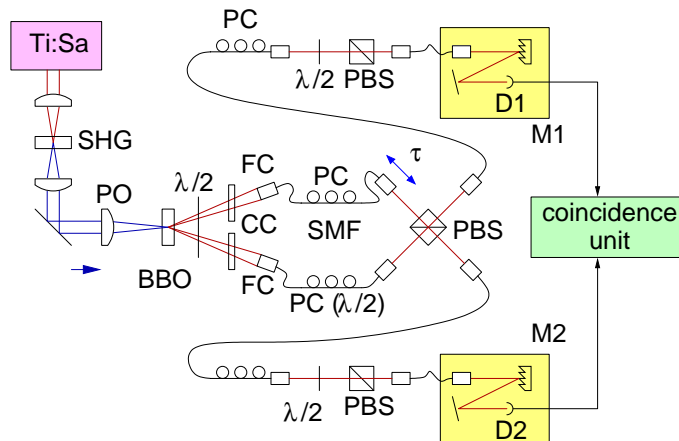 PC
Ti:Sa
λ/2
PBS
D1
M1
SHG
FC
τ
PO
λ/2
PC
CC
SMF
PBS
coincidence
unit
BBO
FC
PC (λ/2)
M2
λ/2
PBS
D2